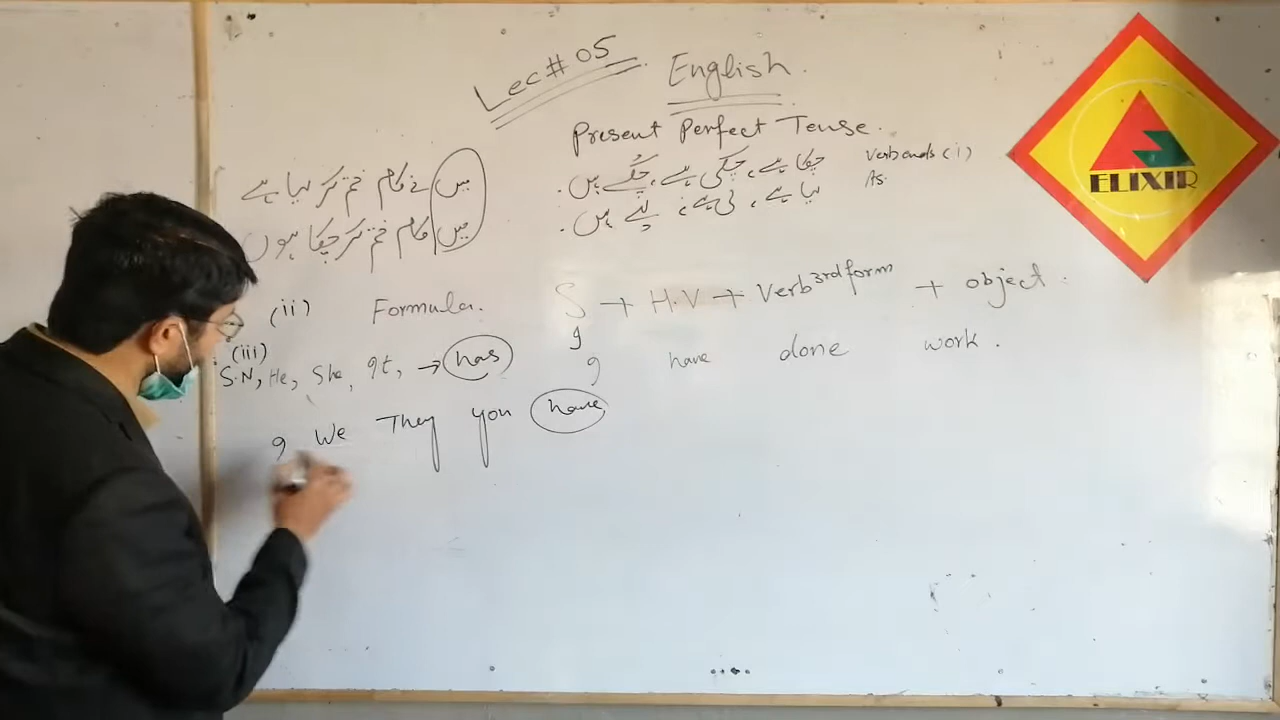 Lec # 05
English.
Present Perfect Tense.
چکا ہے، چکی ہے، چکے ہیں۔
Verb ends (i)
لیا ہے، لی ہے، لیے ہیں۔
As.
میں نے کام ختم کر لیا ہے
میں کام ختم کر چکا ہوں
(ii) Formula. S + H.V + Verb 3rd form + object.
I
(iii)
S.N, He, She, It, → has
I have done work.
I We They you have
ELIXIR